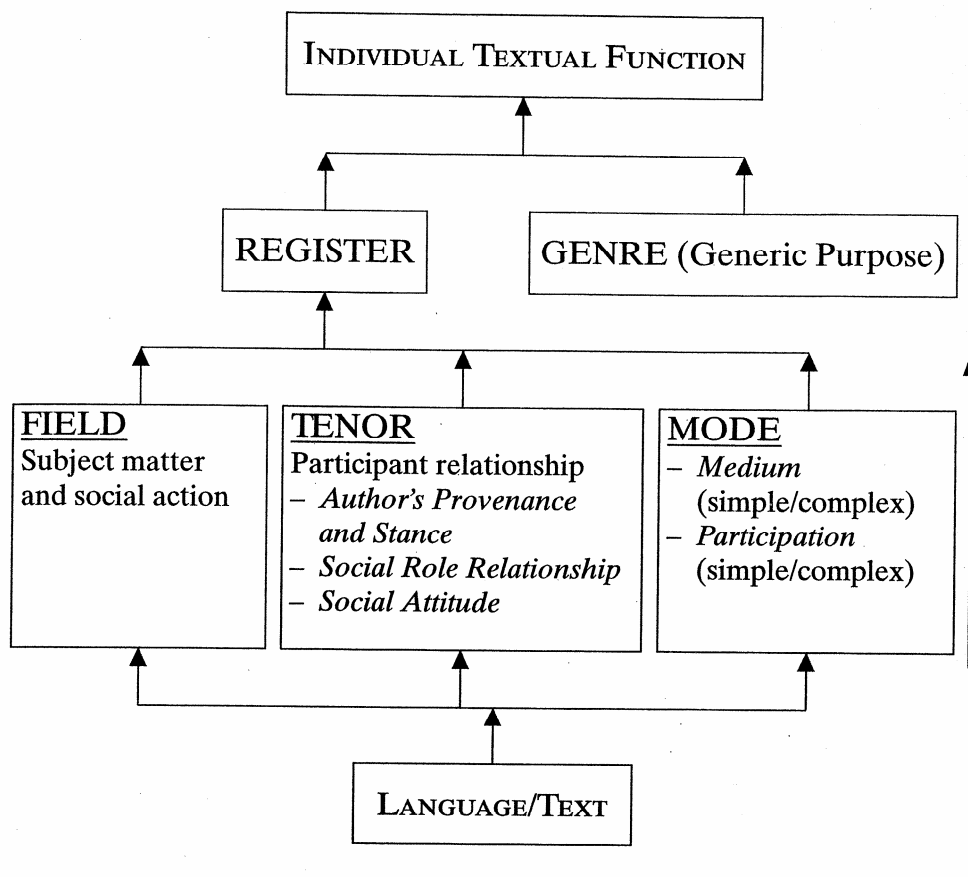 INDIVIDUAL TEXTUAL FUNCTION
REGISTER
GENRE (Generic Purpose)
FIELD
Subject matter
and social action
TENOR
Participant relationship
– Author's Provenance
and Stance
– Social Role Relationship
– Social Attitude
MODE
– Medium
(simple/complex)
– Participation
(simple/complex)
LANGUAGE/TEXT